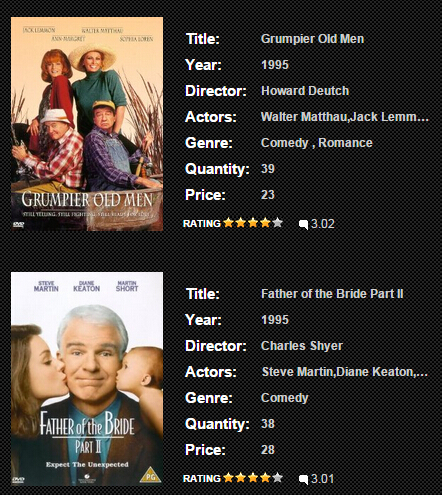 JACK LEMMON WALTER MATTHAU
ANN-MARGRET SOPHIA LOREN
GRUMPIER OLD MEN
STILL YELLING. STILL FIGHTING. STILL READY FOR LOVE.
DVD
Title: Grumpier Old Men
Year: 1995
Director: Howard Deutch
Actors: Walter Matthau,Jack Lemm...
Genre: Comedy , Romance
Quantity: 39
Price: 23
RATING 3.02
STEVE MARTIN DIANE KEATON MARTIN SHORT
FATHER of the BRIDE
PART II
Expect The Unexpected
DVD
PG
Title: Father of the Bride Part II
Year: 1995
Director: Charles Shyer
Actors: Steve Martin,Diane Keaton,...
Genre: Comedy
Quantity: 38
Price: 28
RATING 3.01